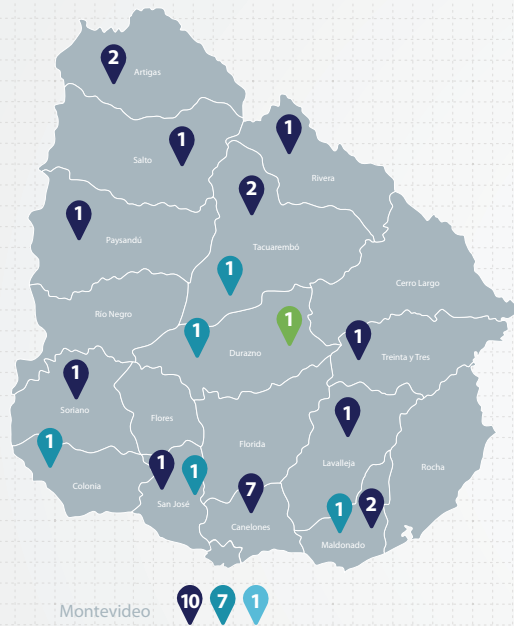 2
Artigas
1
Salto
1
Rivera
2
1
Paysandú
Tacuarembó
1
Cerro Largo
Río Negro
1
1
Durazno
1
Treinta y Tres
1
Soriano
1
Flores
1
Florida
Lavalleja
Rocha
1
1
7
Colonia
San José
1
2
Canelones
Maldonado
Montevideo 10 7 1